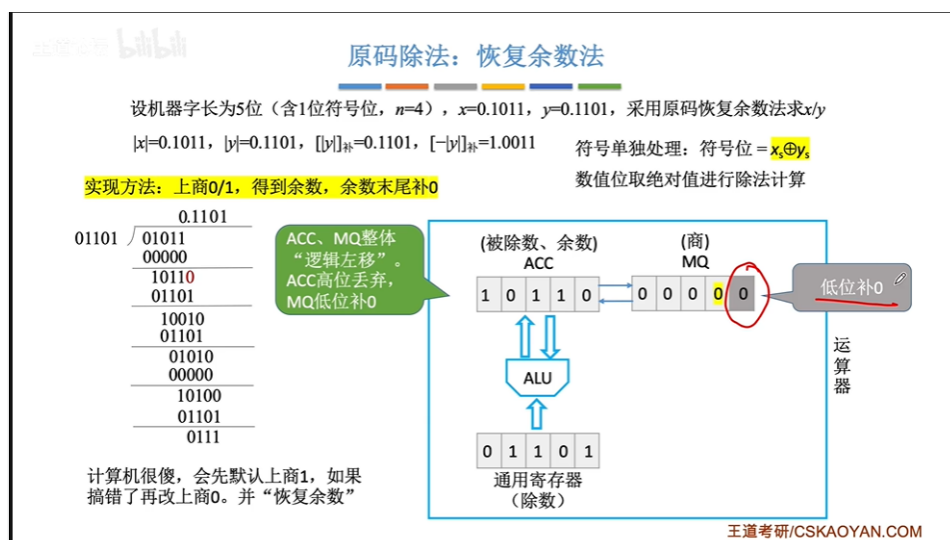 bilibili
原码除法：恢复余数法
设机器字长为5位（含1位符号位，n=4），x=0.1011，y=0.1101，采用原码恢复余数法求x/y
|x|=0.1011，|y|=0.1101，[|y|]补=0.1101，[−|y|]补=1.0011
符号单独处理：符号位 = xs⊕ys
数值位取绝对值进行除法计算
实现方法：上商0/1，得到余数，余数末尾补0
0.1101
01101
01011
00000
10110
01101
10010
01101
01010
00000
10100
01101
0111
ACC、MQ整体
“逻辑左移”。
ACC高位丢弃，
MQ低位补0
(被除数、余数)
ACC
(商)
MQ
1 0 1 1 0
0 0 0 0 0
低位补0
ALU
0 1 1 0 1
通用寄存器
（除数）
运算器
计算机很傻，会先默认上商1，如果
搞错了再改上商0。并“恢复余数”
王道考研/CSKAOYAN.COM